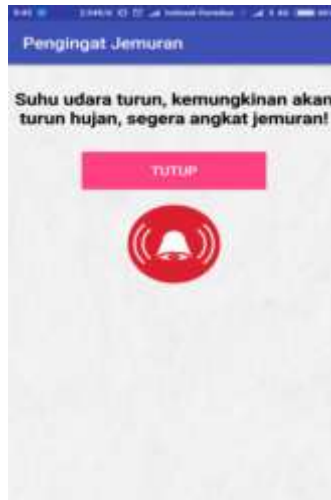 Pengingat Jemuran
Suhu udara turun, kemungkinan akan
turun hujan, segera angkat jemuran!
TUTUP